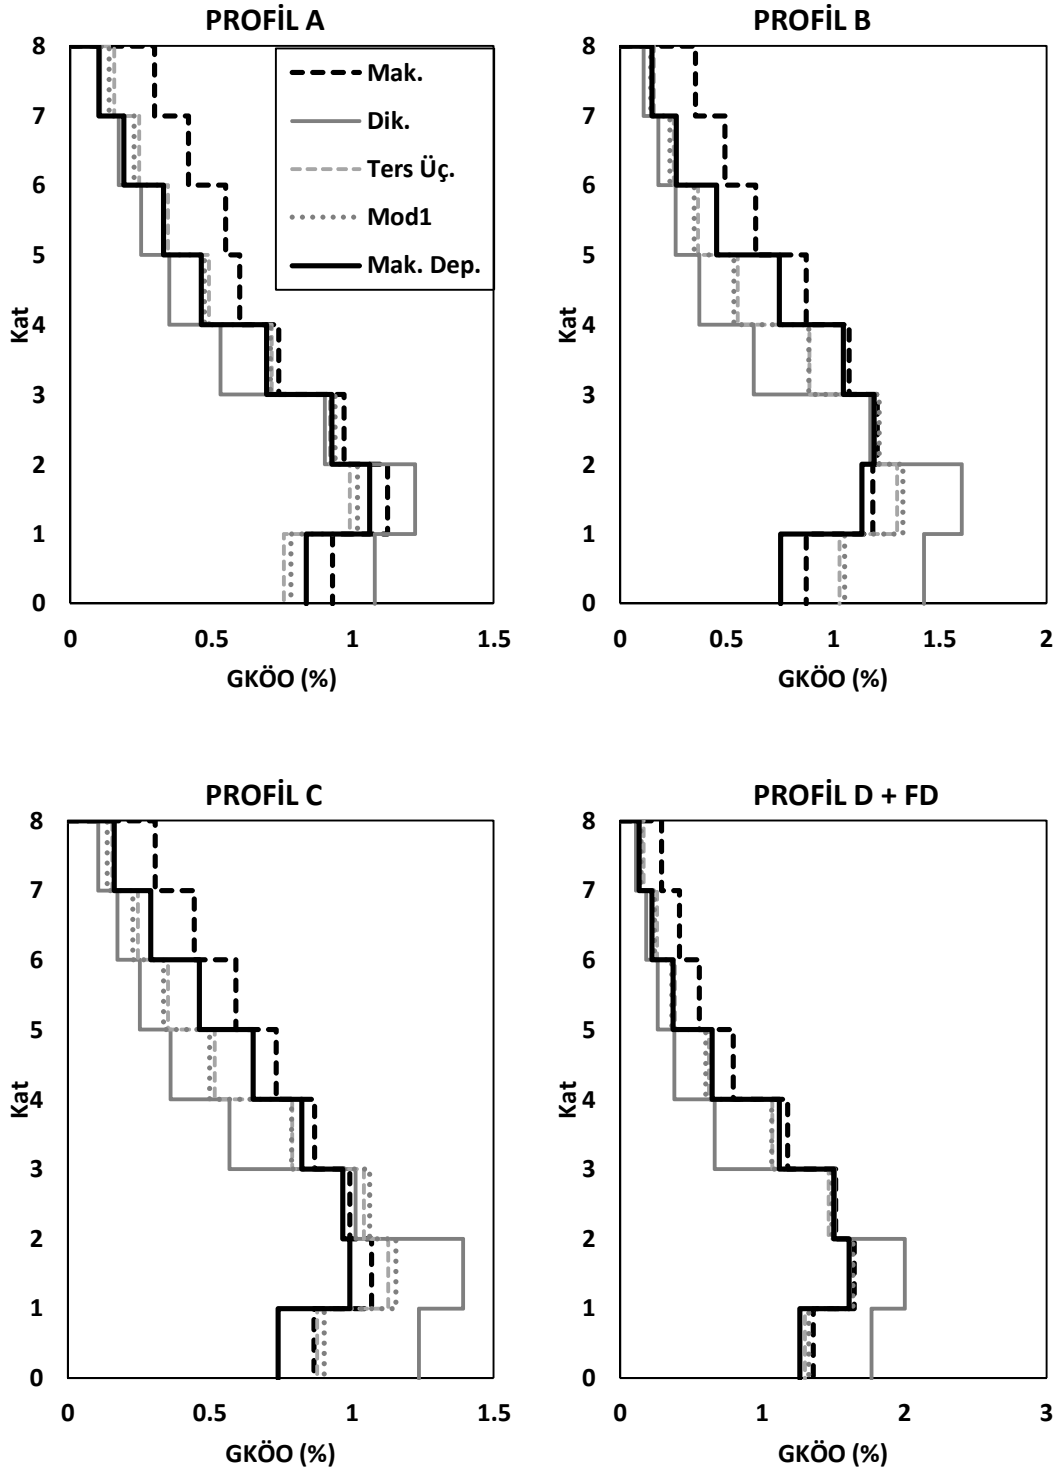 PROFİL A
8
7
6
5
4
3
2
1
0
Kat
Mak.
Dik.
Ters Üç.
Mod1
Mak. Dep.
0 0.5 1 1.5
GKÖO (%)
PROFİL B
8
7
6
5
4
3
2
1
0
Kat
0 0.5 1 1.5 2
GKÖO (%)
PROFİL C
8
7
6
5
4
3
2
1
0
Kat
0 0.5 1 1.5
GKÖO (%)
PROFİL D + FD
8
7
6
5
4
3
2
1
0
Kat
0 1 2 3
GKÖO (%)